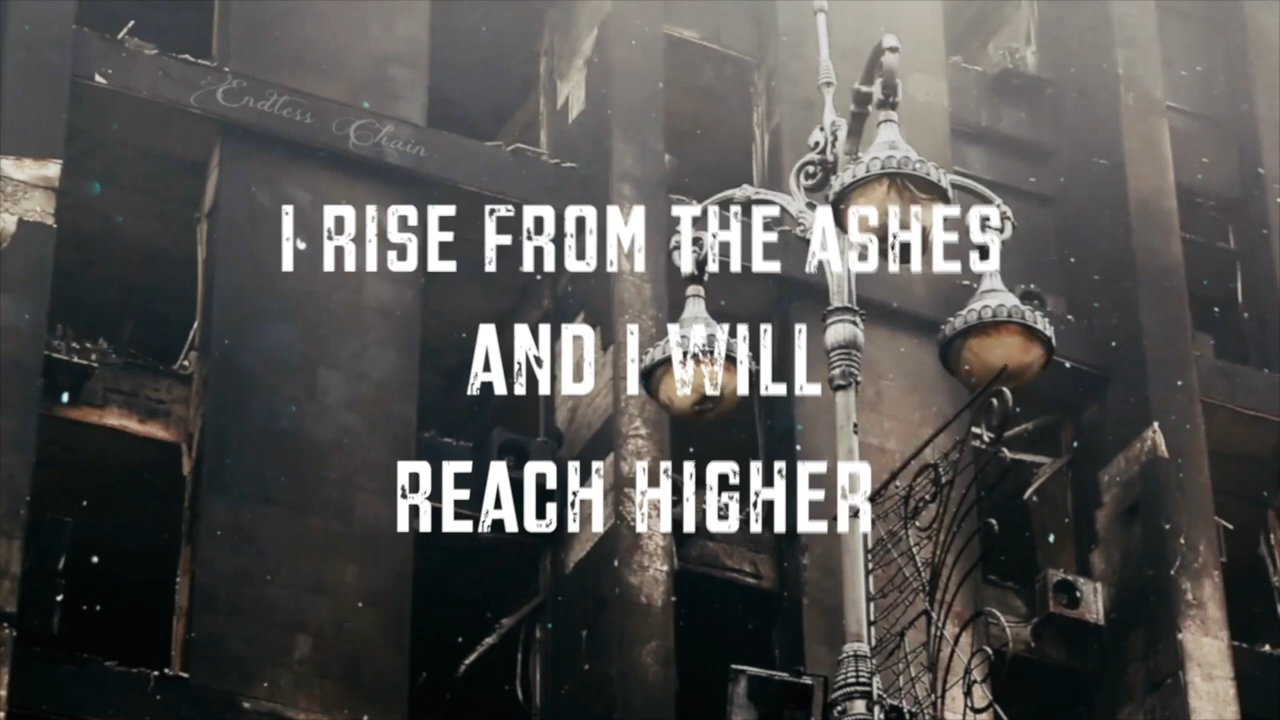 Endless Chain
I RISE FROM THE ASHES
AND I WILL
REACH HIGHER